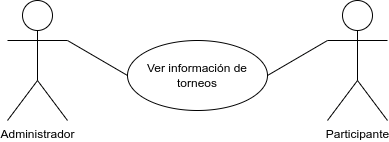 Ver información de
torneos
Administrador
Participante